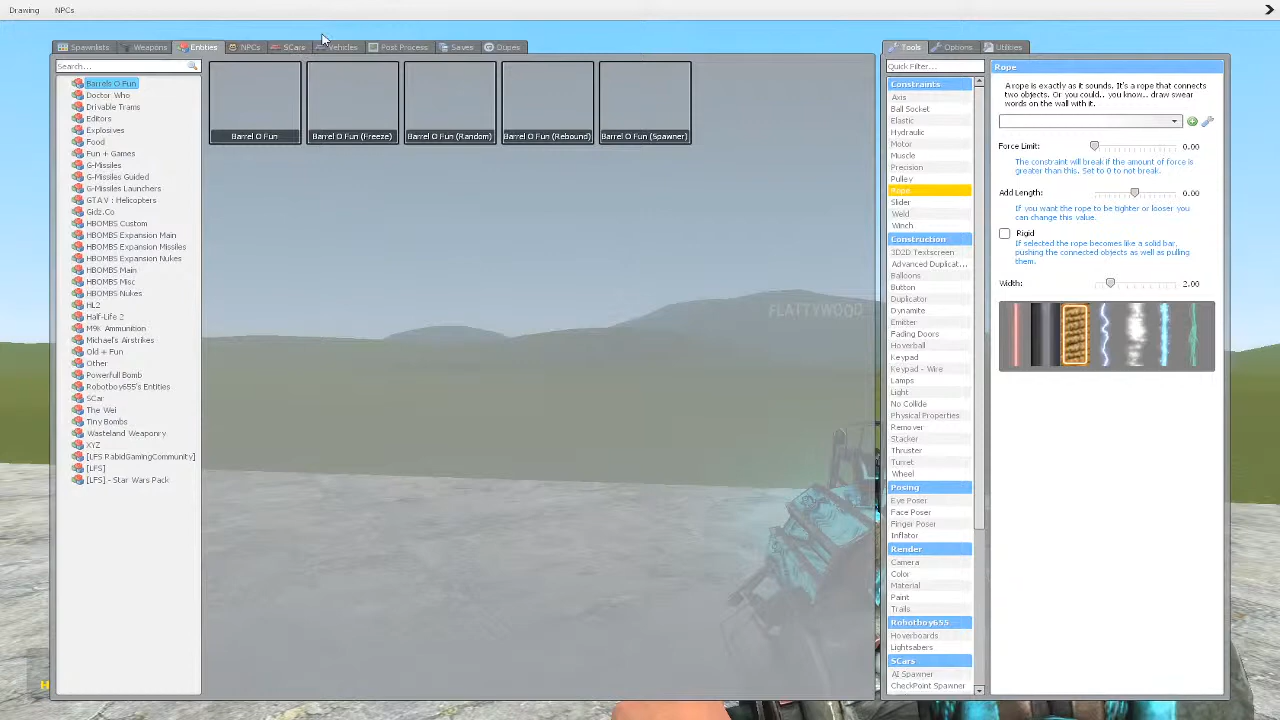 Drawing NPCs
Spawnlists Weapons Entities NPCs SCars Vehicles Post Process Saves Dupes
Search...
Barrels O Fun
Doctor Who
Drivable Trams
Editors
Explosives
Food
Fun + Games
G-Missiles
G-Missiles Guided
G-Missiles Launchers
GTA V : Helicopters
Gidz.Co
HBOMBS Custom
HBOMBS Expansion Main
HBOMBS Expansion Missiles
HBOMBS Expansion Nukes
HBOMBS Main
HBOMBS Misc
HBOMBS Nukes
HL2
Half-Life 2
M9K Ammunition
Michael's Airstrikes
Old + Fun
Other
Powerfull Bomb
Robotboy655's Entities
SCar
The Wei
Tiny Bombs
Wasteland Weaponry
XYZ
[LFS RabidGamingCommunity]
[LFS]
[LFS] - Star Wars Pack
Barrel O Fun
Barrel O Fun (Freeze)
Barrel O Fun (Random)
Barrel O Fun (Rebound)
Barrel O Fun (Spawner)
FLATTYWOOD
Tools Options Utilities
Quick Filter...
Constraints
Axis
Ball Socket
Elastic
Hydraulic
Motor
Muscle
Precision
Pulley
Rope
Slider
Weld
Winch
Construction
3D2D Textscreen
Advanced Duplicat...
Balloons
Button
Duplicator
Dynamite
Emitter
Fading Doors
Hoverball
Keypad
Keypad - Wire
Lamps
Light
No Collide
Physical Properties
Remover
Stacker
Thruster
Turret
Wheel
Posing
Eye Poser
Face Poser
Finger Poser
Inflator
Render
Camera
Color
Material
Paint
Trails
Robotboy655
Hoverboards
Lightsabers
SCars
AI Spawner
CheckPoint Spawner
Rope
A rope is exactly as it sounds. It's a rope that connects
two objects. Or you could.. you know.. draw swear
words on the wall with it.
Force Limit: 0.00
The constraint will break if the amount of force is
greater than this. Set to 0 to not break.
Add Length: 0.00
If you want the rope to be tighter or looser you
can change this value.
Rigid
If selected the rope becomes like a solid bar,
pushing the connected objects as well as pulling
them.
Width: 2.00